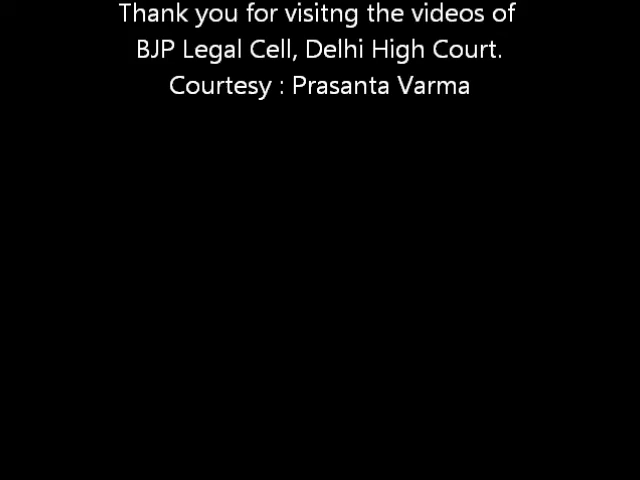 Thank you for visitng the videos of
BJP Legal Cell, Delhi High Court.
Courtesy : Prasanta Varma